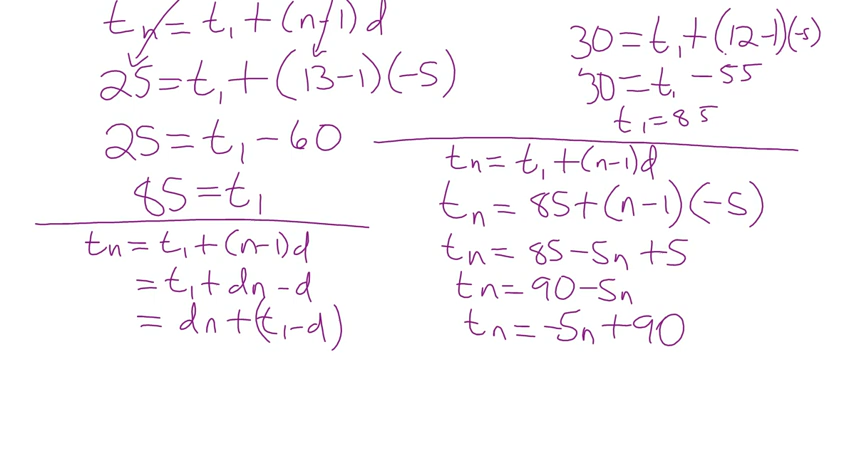 tn = t1 + (n-1)d
25 = t1 + (13-1)(-5)
25 = t1 - 60
85 = t1
tn = t1 + (n-1)d
= t1 + dn - d
= dn + (t1-d)
30 = t1 + (12-1)(-5)
30 = t1 - 55
t1 = 85
tn = t1 + (n-1)d
tn = 85 + (n-1)(-5)
tn = 85 - 5n + 5
tn = 90 - 5n
tn = -5n + 90